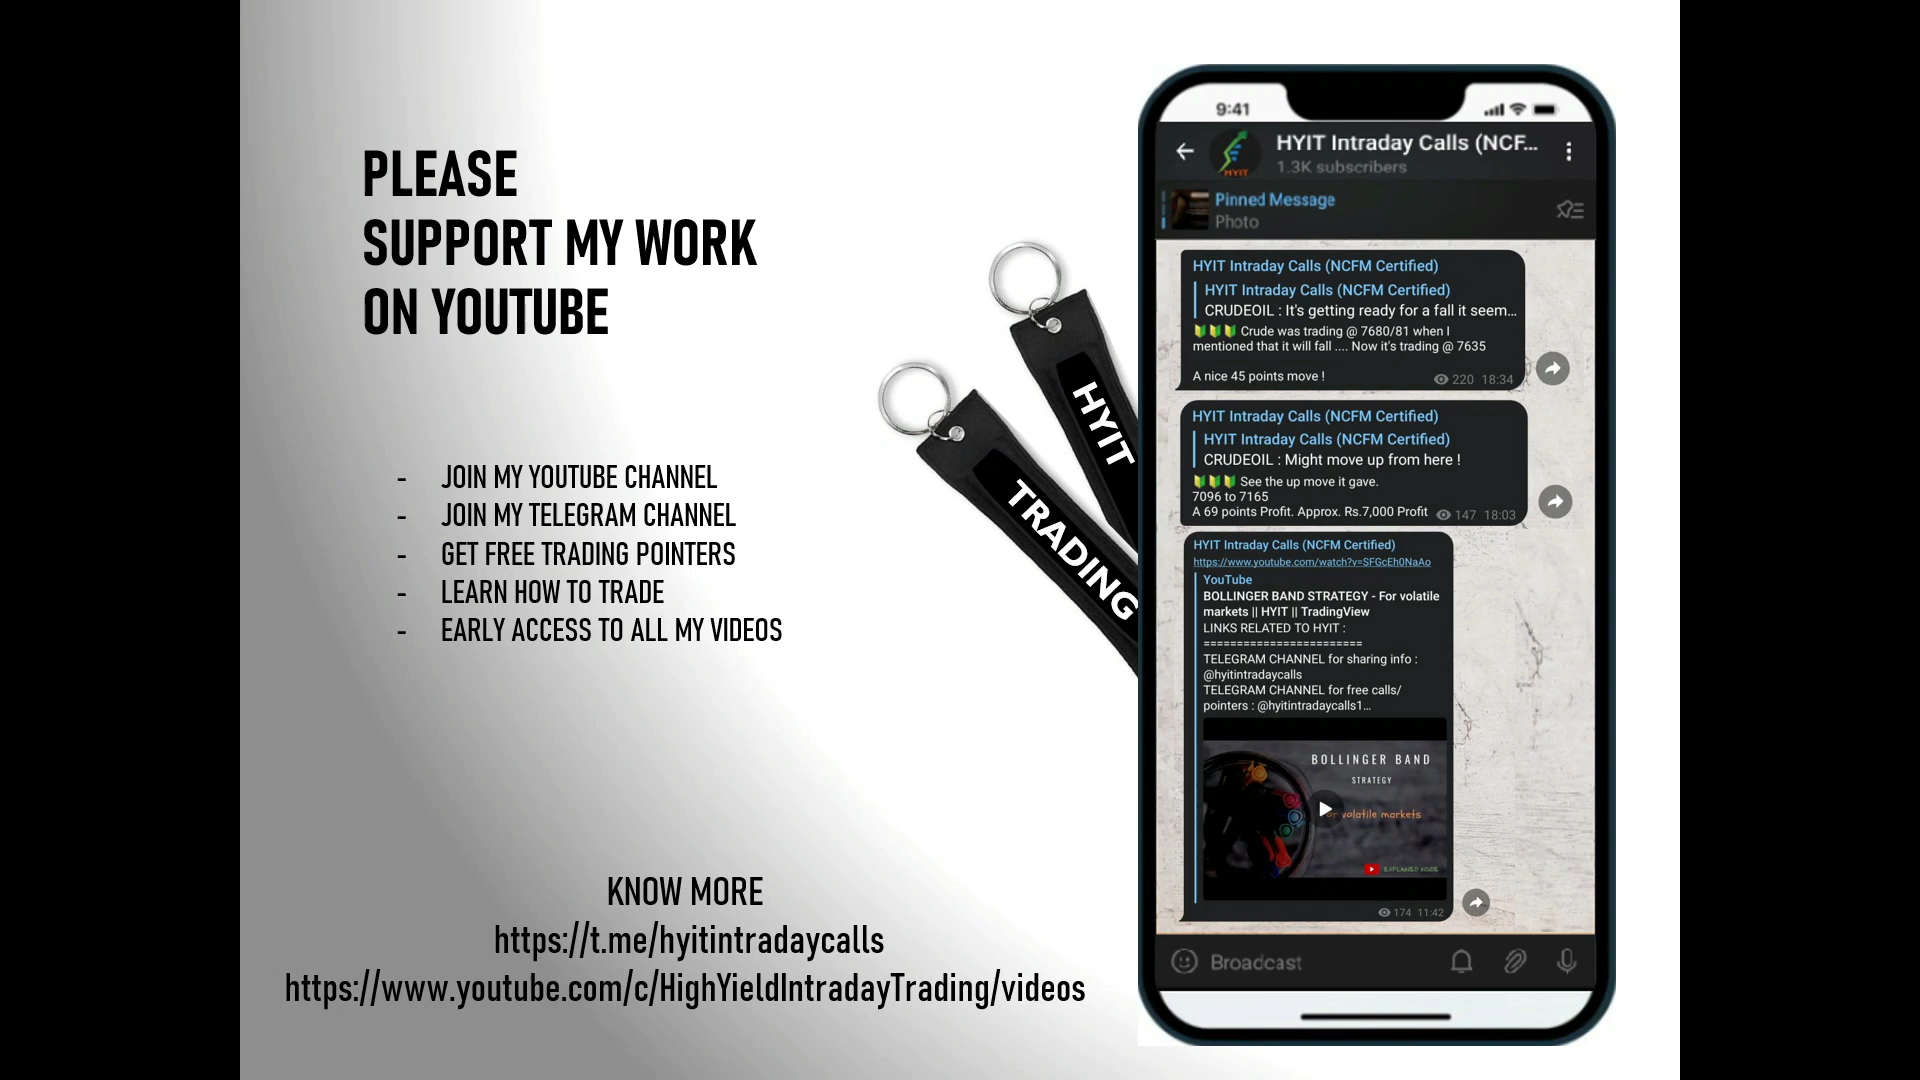 PLEASE
SUPPORT MY WORK
ON YOUTUBE
- JOIN MY YOUTUBE CHANNEL
- JOIN MY TELEGRAM CHANNEL
- GET FREE TRADING POINTERS
- LEARN HOW TO TRADE
- EARLY ACCESS TO ALL MY VIDEOS
KNOW MORE
https://t.me/hyitintradaycalls
https://www.youtube.com/c/HighYieldIntradayTrading/videos
HYIT
TRADING
9:41
HYIT
HYIT Intraday Calls (NCF...
1.3K subscribers
Pinned Message
Photo
HYIT Intraday Calls (NCFM Certified)
HYIT Intraday Calls (NCFM Certified)
CRUDEOIL : It's getting ready for a fall it seem...
Crude was trading @ 7680/81 when I
mentioned that it will fall .... Now it's trading @ 7635
A nice 45 points move !
220 18:34
HYIT Intraday Calls (NCFM Certified)
HYIT Intraday Calls (NCFM Certified)
CRUDEOIL : Might move up from here !
See the up move it gave.
7096 to 7165
A 69 points Profit. Approx. Rs.7,000 Profit 147 18:03
HYIT Intraday Calls (NCFM Certified)
https://www.youtube.com/watch?v=SFGcEh0NaAo
YouTube
BOLLINGER BAND STRATEGY - For volatile
markets || HYIT || TradingView
LINKS RELATED TO HYIT :
========================
TELEGRAM CHANNEL for sharing info :
@hyitintradaycalls
TELEGRAM CHANNEL for free calls/
pointers : @hyitintradaycalls1...
BOLLINGER BAND
STRATEGY
For volatile markets
EXPLAINED INSIDE
174 11:42
Broadcast